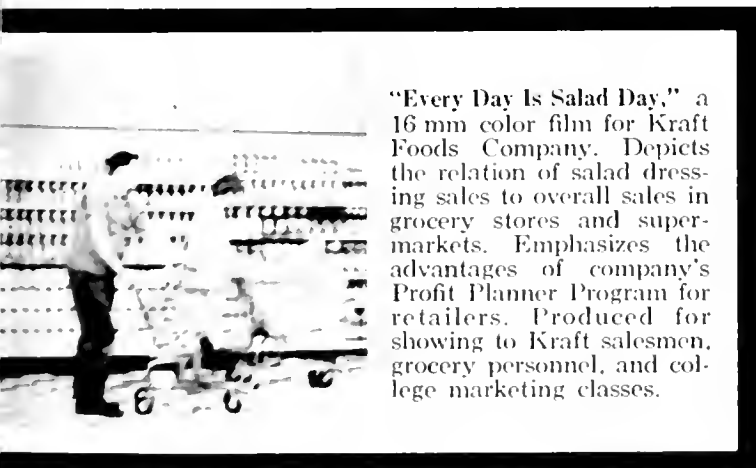 “Every Day Is Salad Day,” a
16 mm color film for Kraft
Foods Company. Depicts
the relation of salad dress-
ing sales to overall sales in
grocery stores and super-
markets. Emphasizes the
advantages of company’s
Profit Planner Program for
retailers. Produced for
showing to Kraft salesmen,
grocery personnel, and col-
lege marketing classes.